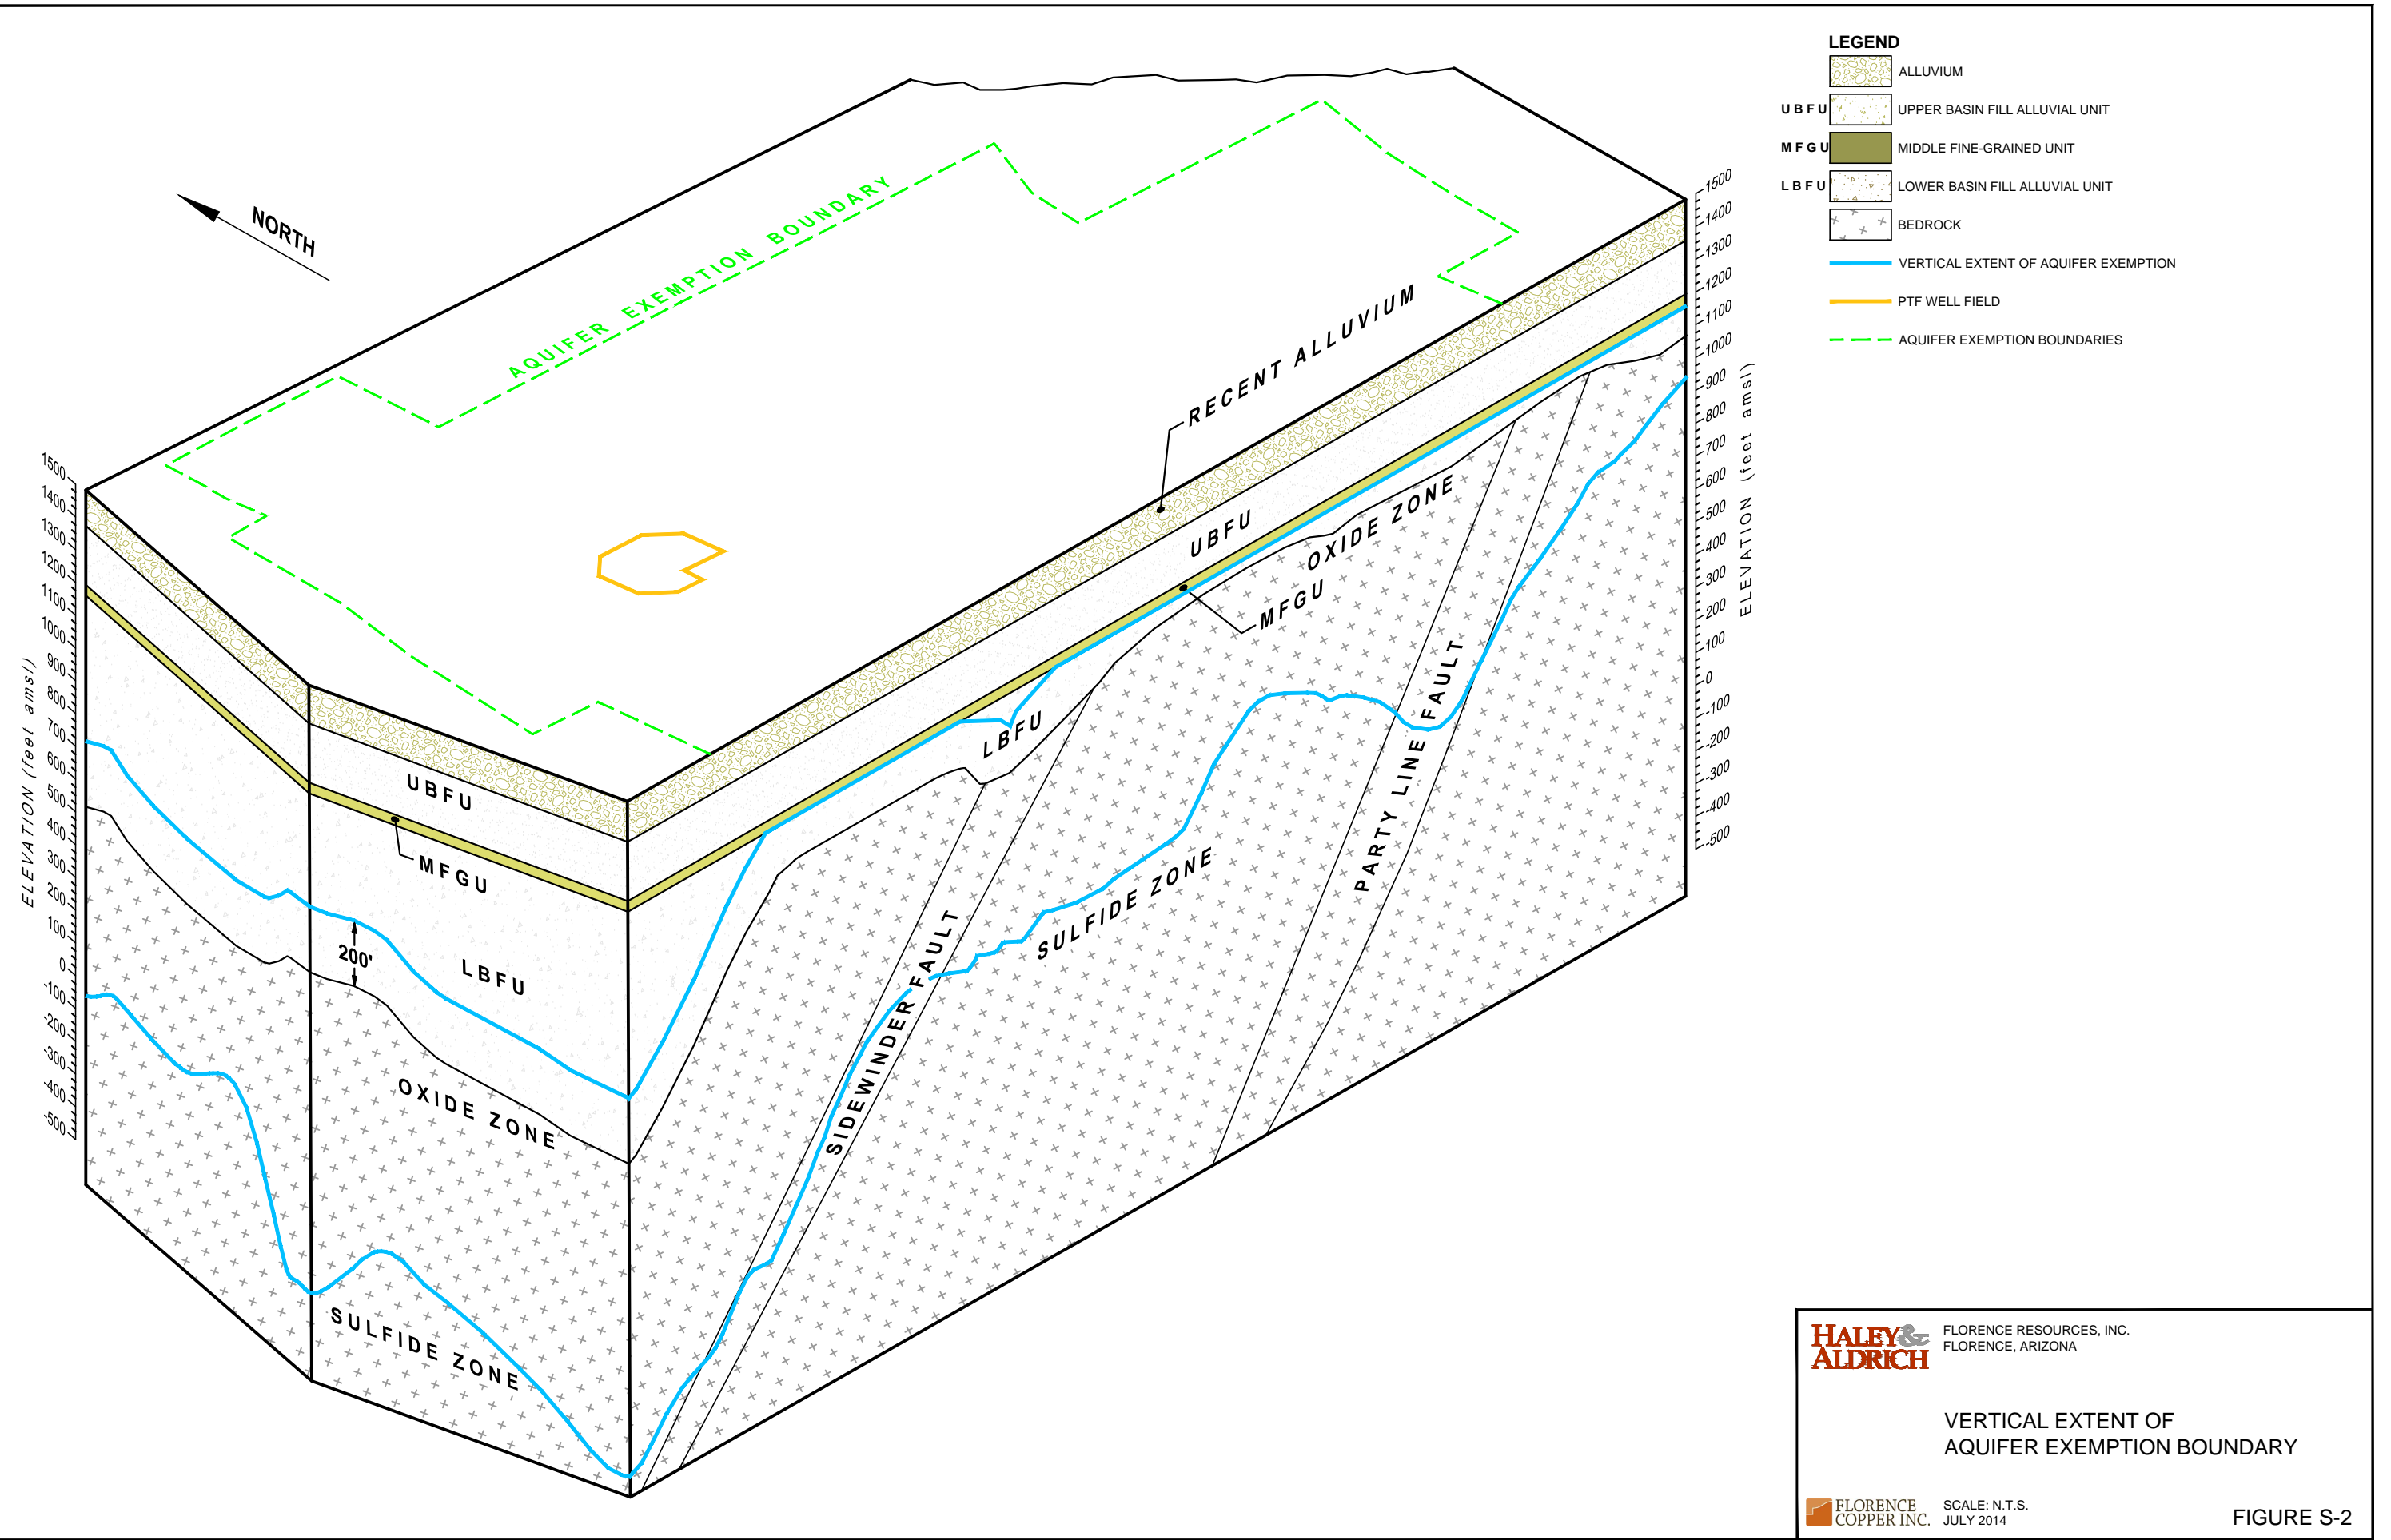 LEGEND
ALLUVIUM
UBFU UPPER BASIN FILL ALLUVIAL UNIT
MFGU MIDDLE FINE-GRAINED UNIT
LBFU LOWER BASIN FILL ALLUVIAL UNIT
BEDROCK
VERTICAL EXTENT OF AQUIFER EXEMPTION
PTF WELL FIELD
AQUIFER EXEMPTION BOUNDARIES
NORTH
AQUIFER EXEMPTION BOUNDARY
RECENT ALLUVIUM
UBFU
MFGU
OXIDE ZONE
LBFU
SIDEWINDER FAULT
SULFIDE ZONE
PARTY LINE FAULT
UBFU
MFGU
LBFU
200'
OXIDE ZONE
SULFIDE ZONE
ELEVATION (feet amsl)
1500
1400
1300
1200
1100
1000
900
800
700
600
500
400
300
200
100
0
-100
-200
-300
-400
-500
1500
1400
1300
1200
1100
1000
900
800
700
600
500
400
300
200
100
0
-100
-200
-300
-400
-500
ELEVATION (feet amsl)
HALEY&
ALDRICH
FLORENCE RESOURCES, INC.
FLORENCE, ARIZONA
VERTICAL EXTENT OF
AQUIFER EXEMPTION BOUNDARY
FLORENCE
COPPER INC.
SCALE: N.T.S.
JULY 2014
FIGURE S-2